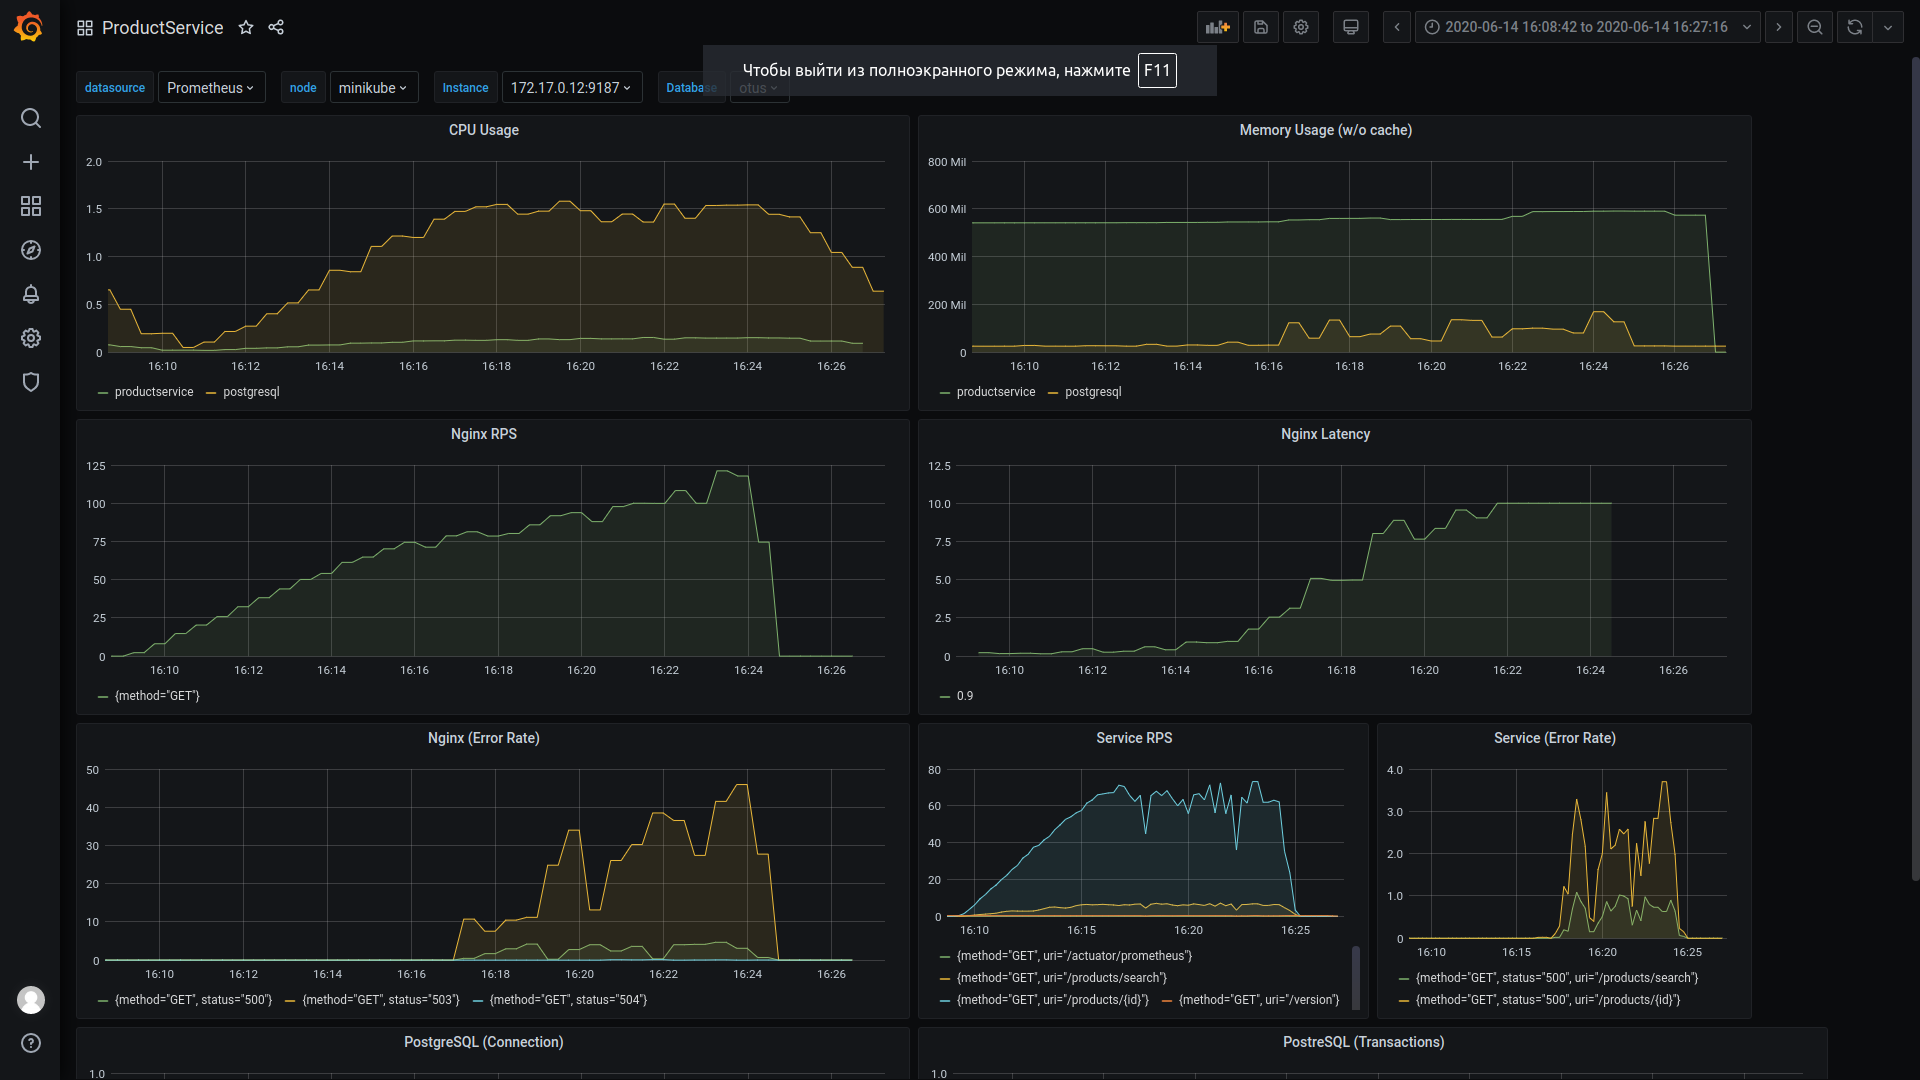 ProductService
2020-06-14 16:08:42 to 2020-06-14 16:27:16
Чтобы выйти из полноэкранного режима, нажмите F11
datasource Prometheus node minikube Instance 172.17.0.12:9187 Database otus
CPU Usage
2.0
1.5
1.0
0.5
0
16:10 16:12 16:14 16:16 16:18 16:20 16:22 16:24 16:26
productservice postgresql
Memory Usage (w/o cache)
800 Mil
600 Mil
400 Mil
200 Mil
0
16:10 16:12 16:14 16:16 16:18 16:20 16:22 16:24 16:26
productservice postgresql
Nginx RPS
125
100
75
50
25
0
16:10 16:12 16:14 16:16 16:18 16:20 16:22 16:24 16:26
{method="GET"}
Nginx Latency
12.5
10.0
7.5
5.0
2.5
0
16:10 16:12 16:14 16:16 16:18 16:20 16:22 16:24 16:26
0.9
Nginx (Error Rate)
50
40
30
20
10
0
16:10 16:12 16:14 16:16 16:18 16:20 16:22 16:24 16:26
{method="GET", status="500"} {method="GET", status="503"} {method="GET", status="504"}
Service RPS
80
60
40
20
0
16:10 16:15 16:20 16:25
{method="GET", uri="/actuator/prometheus"}
{method="GET", uri="/products/search"}
{method="GET", uri="/products/{id}"} {method="GET", uri="/version"}
Service (Error Rate)
4.0
3.0
2.0
1.0
0
16:10 16:15 16:20 16:25
{method="GET", status="500", uri="/products/search"}
{method="GET", status="500", uri="/products/{id}"}
PostgreSQL (Connection)
1.0
PostreSQL (Transactions)
1.0